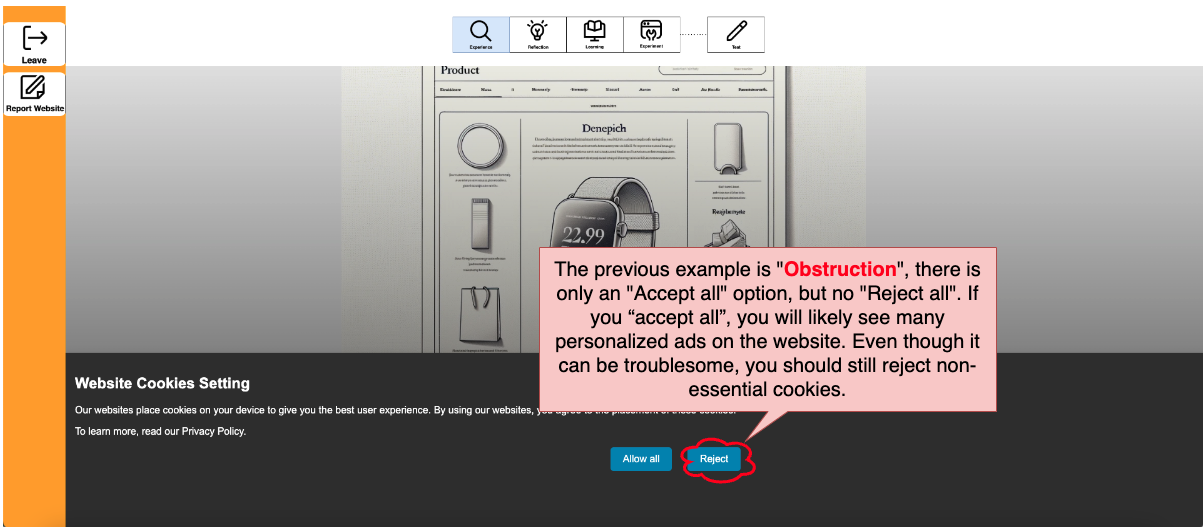 Leave
Report Website
Experience
Reflection
Learning
Experiment
Test
Product
Denepich
22.99
The previous example is "Obstruction", there is
only an "Accept all" option, but no "Reject all". If
you “accept all”, you will likely see many
personalized ads on the website. Even though it
can be troublesome, you should still reject non-
essential cookies.
Website Cookies Setting
Our websites place cookies on your device to give you the best user experience. By using our websites,
To learn more, read our Privacy Policy.
Allow all
Reject